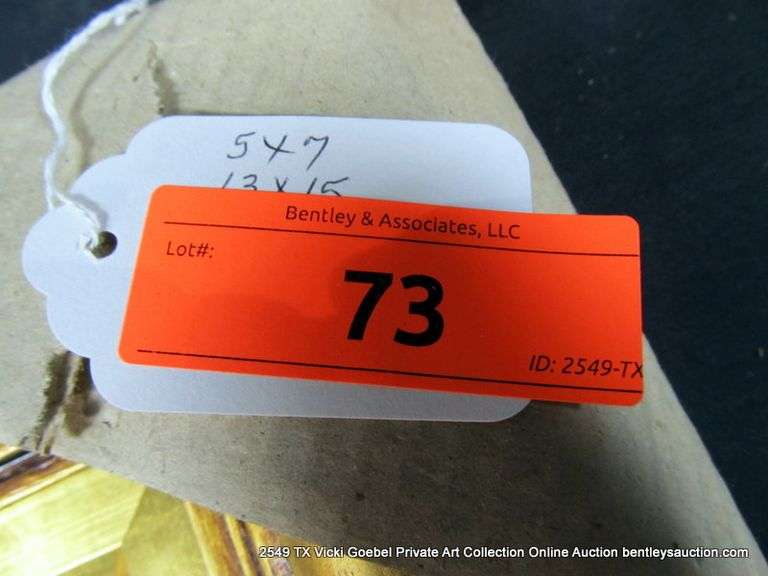 5x7
13x15
Bentley & Associates, LLC
Lot#:
73
ID: 2549-TX
2549 TX Vicki Goebel Private Art Collection Online Auction bentleysauction.com